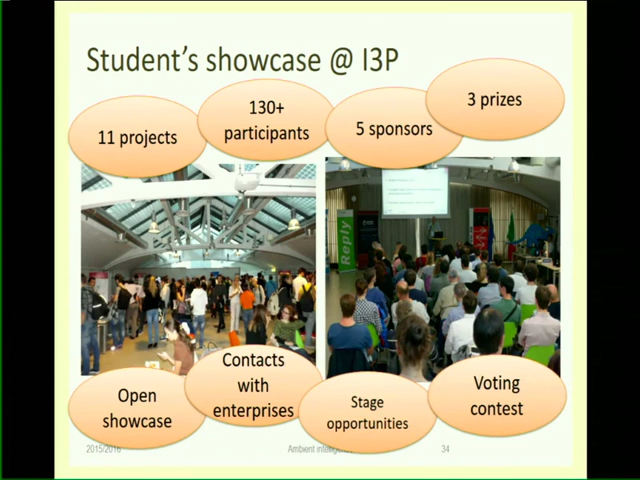 Student's showcase @ I3P
11 projects
130+
participants
5 sponsors
3 prizes
Reply
Open
showcase
Contacts
with
enterprises
Stage
opportunities
Voting
contest
2015/2016
Ambient
34